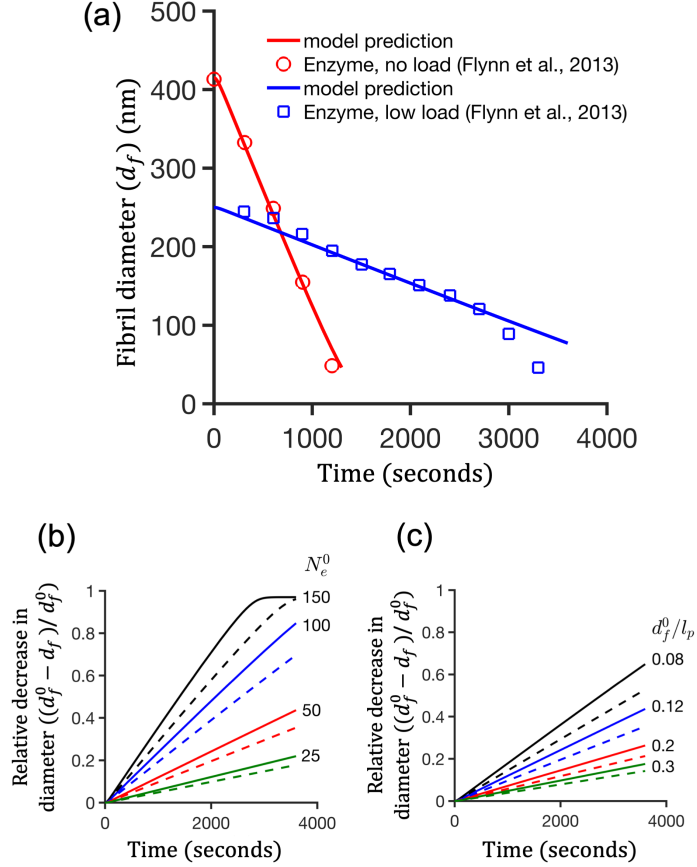 (a)
500
400
300
200
100
0
Fibril diameter (d_f) (nm)
model prediction
Enzyme, no load (Flynn et al., 2013)
model prediction
Enzyme, low load (Flynn et al., 2013)
0 1000 2000 3000 4000
Time (seconds)
(b)
1
0.8
0.6
0.4
0.2
0
Relative decrease in
diameter ((d_f^0 − d_f)/ d_f^0)
N_e^0
150
100
50
25
0 2000 4000
Time (seconds)
(c)
1
0.8
0.6
0.4
0.2
0
Relative decrease in
diameter ((d_f^0 − d_f)/ d_f^0)
d_f^0/l_p
0.08
0.12
0.2
0.3
0 2000 4000
Time (seconds)